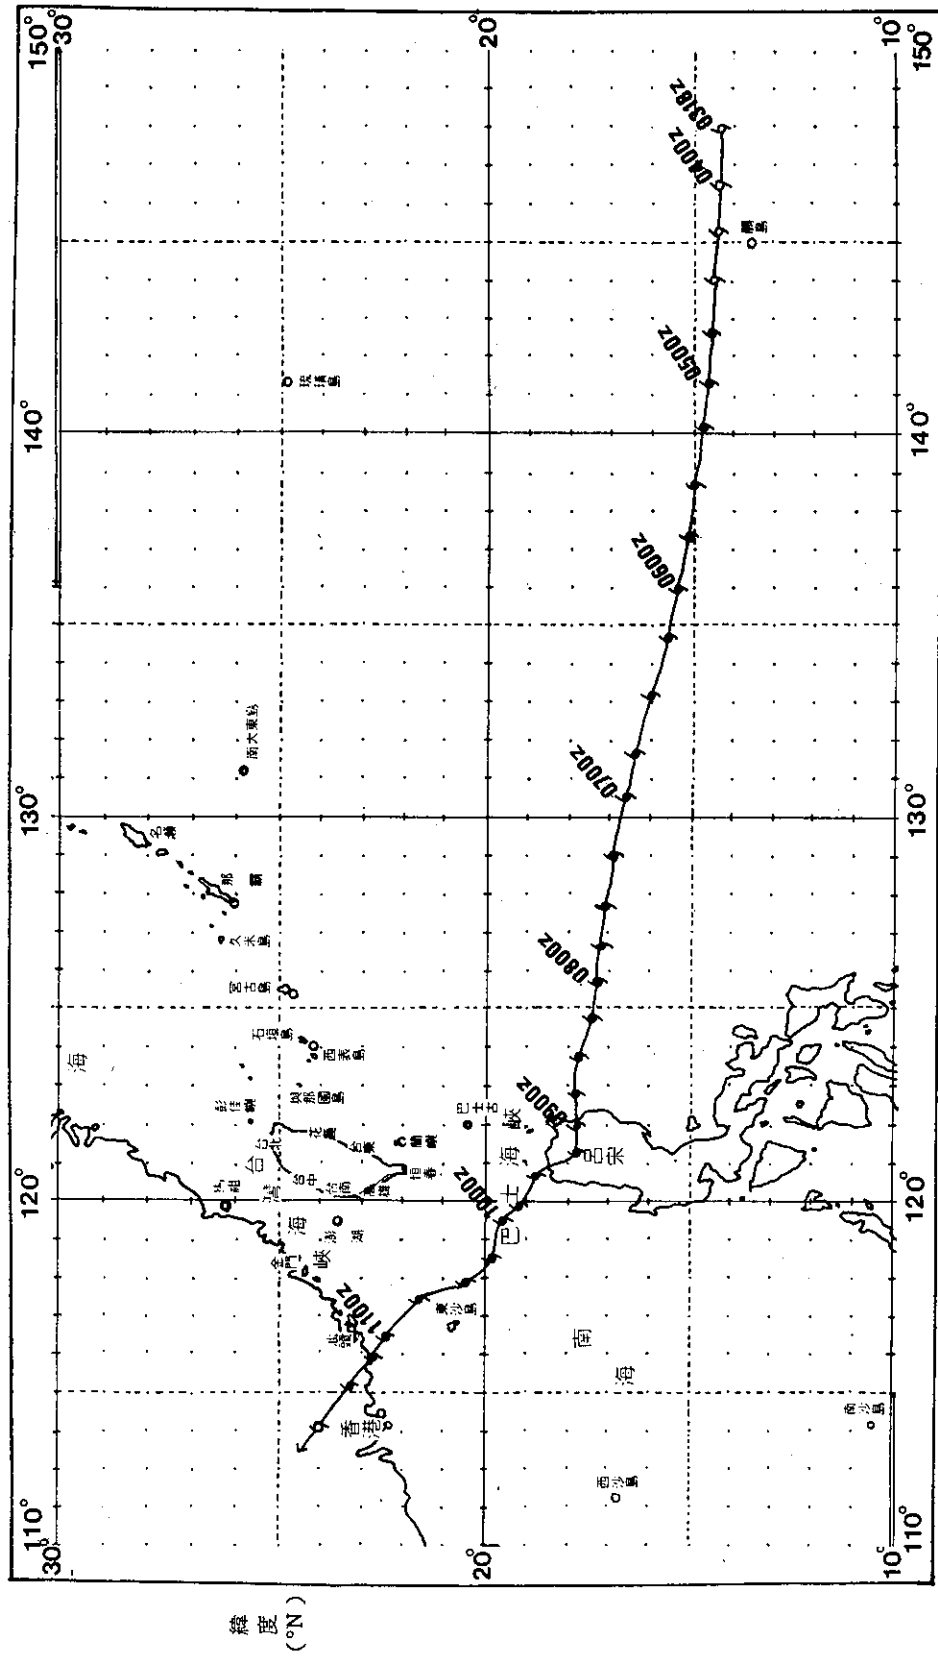 緯度
(°N)
110°
120°
130°
140°
150°
30°
30°
海
名瀨
那霸
久米島
南大東島
宮古島
石垣島
西表島
與那國島
彭佳嶼
馬祖
台北
花蓮
台東
台中
台南
高雄
恒春
蘭嶼
台灣海峽
澎湖
金門
汕頭
香港
東沙島
琉璜島
20°
20°
巴士海峽
巴士古
呂宋
南海
西沙島
南沙島
關島
0318Z
0400Z
0500Z
0600Z
0700Z
0800Z
0900Z
1000Z
1100Z
10°
10°
110°
120°
130°
140°
150°